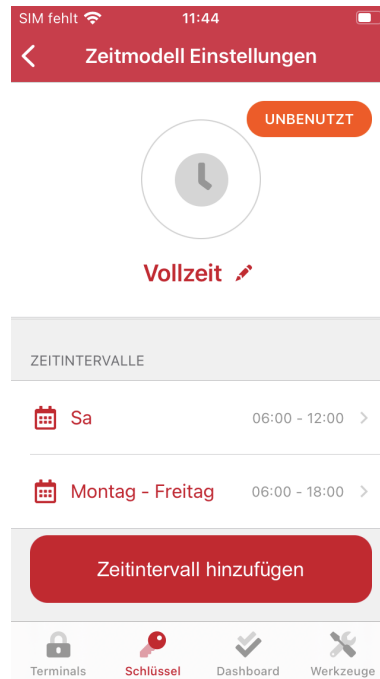 SIM fehlt 11:44
Zeitmodell Einstellungen
UNBENUTZT
Vollzeit
ZEITINTERVALLE
Sa 06:00 - 12:00
Montag - Freitag 06:00 - 18:00
Zeitintervall hinzufügen
Terminals Schlüssel Dashboard Werkzeuge